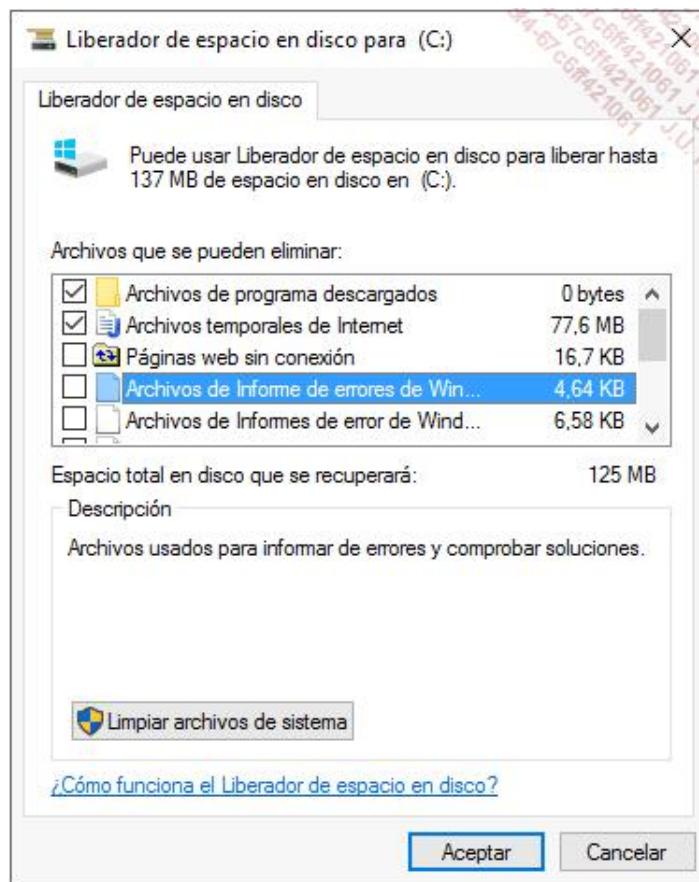 Liberador de espacio en disco para (C:)
Liberador de espacio en disco
Puede usar Liberador de espacio en disco para liberar hasta
137 MB de espacio en disco en (C:).
Archivos que se pueden eliminar:
Archivos de programa descargados 0 bytes
Archivos temporales de Internet 77,6 MB
Páginas web sin conexión 16,7 KB
Archivos de Informe de errores de Win... 4,64 KB
Archivos de Informes de error de Wind... 6,58 KB
Espacio total en disco que se recuperará: 125 MB
Descripción
Archivos usados para informar de errores y comprobar soluciones.
Limpiar archivos de sistema
¿Cómo funciona el Liberador de espacio en disco?
Aceptar Cancelar